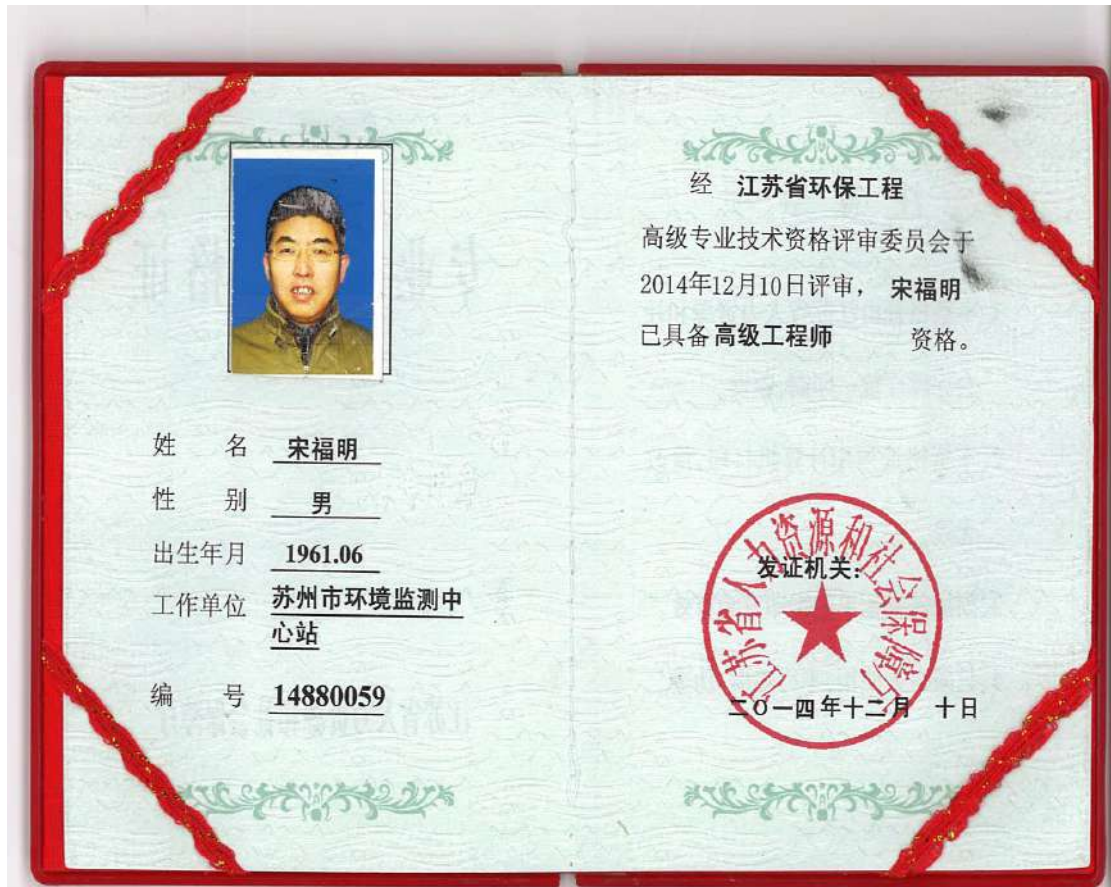 姓 名 宋福明
性 别 男
出生年月 1961.06
工作单位 苏州市环境监测中
心站
编 号 14880059
经 江苏省环保工程
高级专业技术资格评审委员会于
2014年12月10日评审， 宋福明
已具备 高级工程师 资格。
江苏省人力资源和社会保障厅
发证机关：
二〇一四年十二月 十日